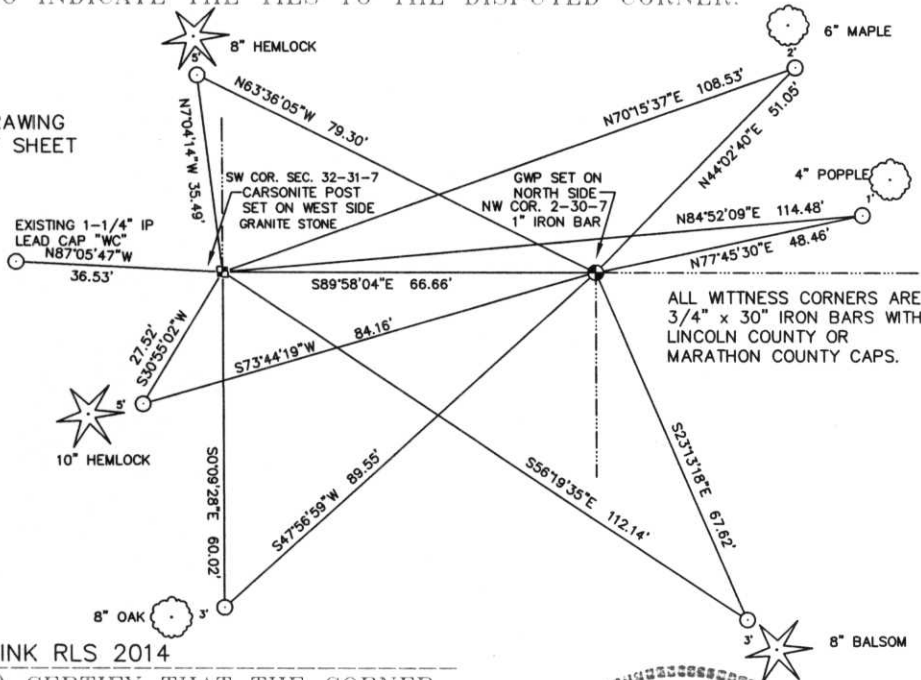 TO INDICATE THE TIES TO THE DISPUTED CORNER.
8" HEMLOCK
5'
6" MAPLE
2'
N63°36'05"W 79.30'
N70°15'37"E 108.53'
N44°02'40"E 51.05'
N7°04'14"W 35.49'
RAWING
SHEET
SW COR. SEC. 32-31-7
CARSONITE POST
SET ON WEST SIDE
GRANITE STONE
GWP SET ON
NORTH SIDE
NW COR. 2-30-7
1" IRON BAR
4" POPPLE
1'
N84°52'09"E 114.48'
N77°45'30"E 48.46'
EXISTING 1-1/4" IP
LEAD CAP "WC"
N87°05'47"W
36.53'
S89°58'04"E 66.66'
ALL WITTNESS CORNERS ARE
3/4" x 30" IRON BARS WITH
LINCOLN COUNTY OR
MARATHON COUNTY CAPS.
27.52'
S30°55'02"W
S73°44'19"W 84.16'
5'
10" HEMLOCK
S0°09'28"E 60.02'
S47°56'59"W 89.55'
S56°19'35"E 112.14'
S23°13'18"E 67.62'
8" OAK
3'
3'
8" BALSOM
INK RLS 2014
CERTIFY THAT THE CORNER